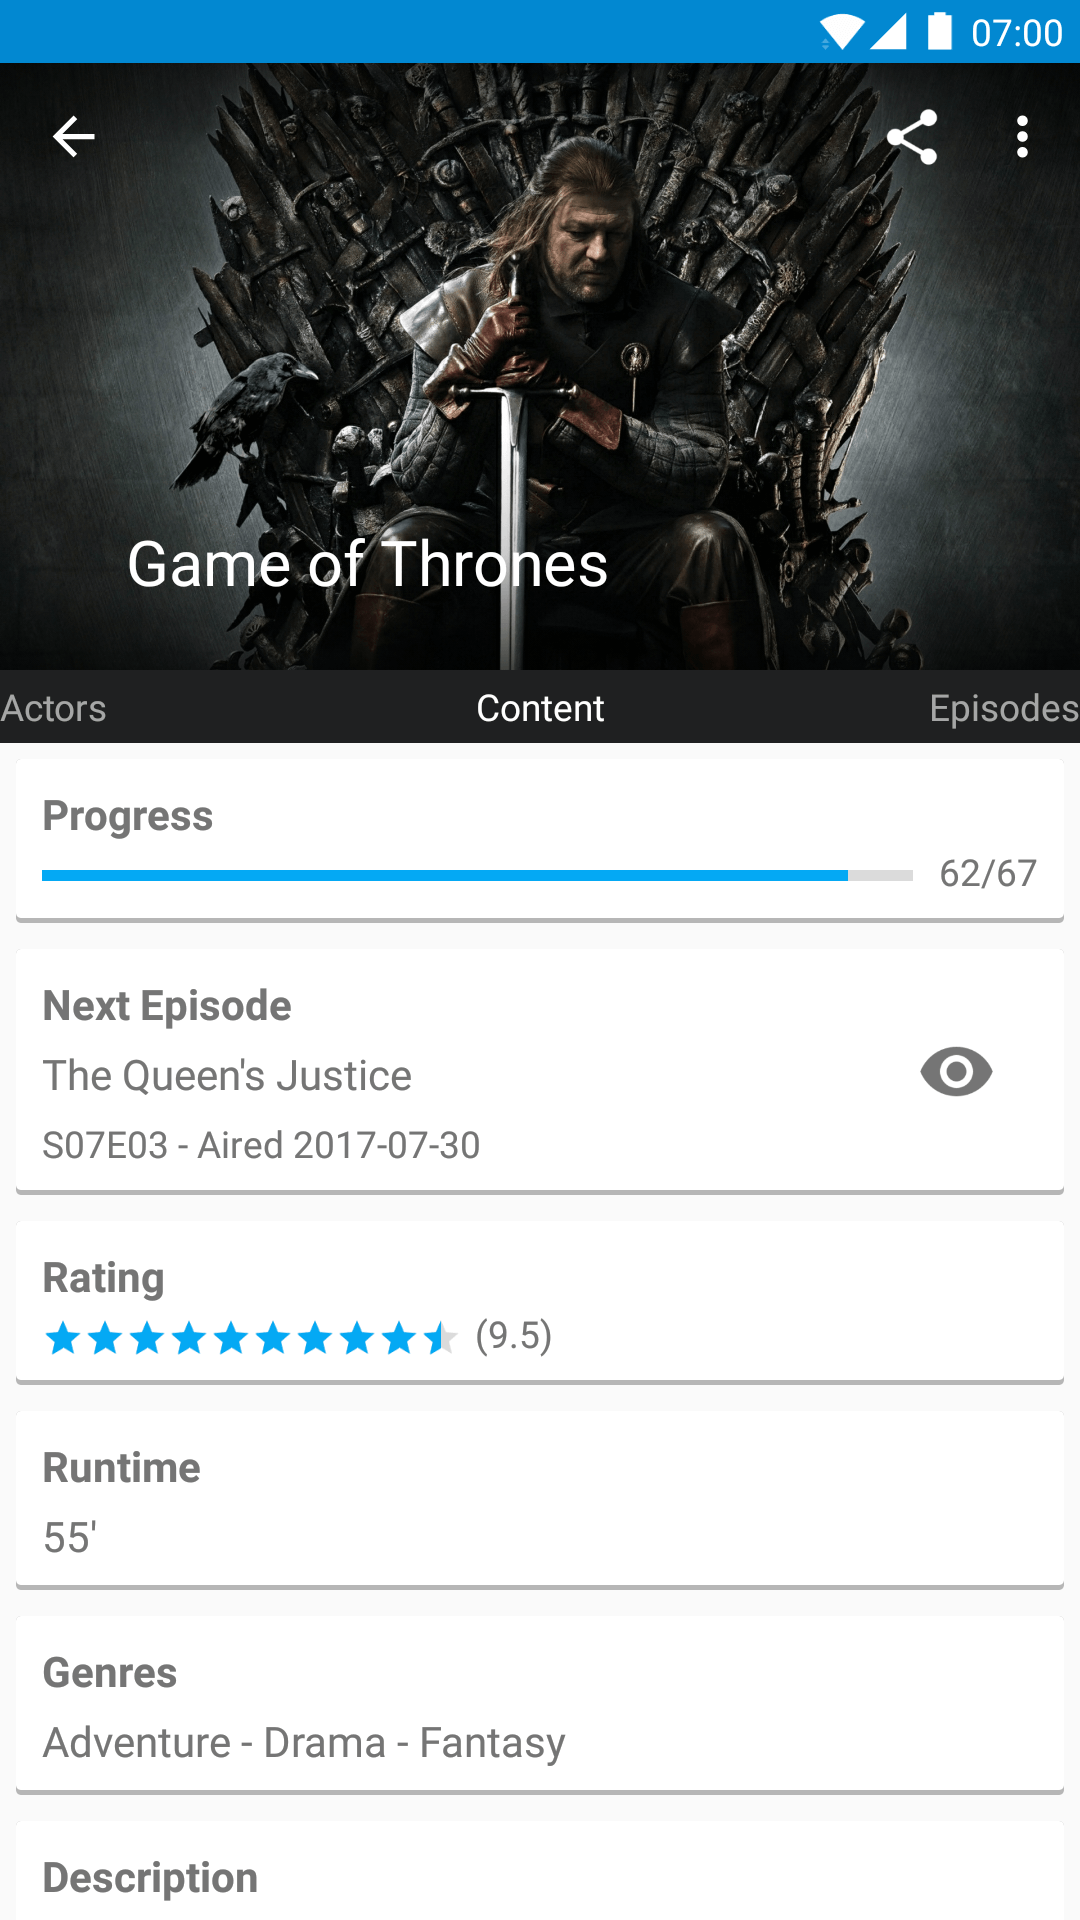 07:00
Game of Thrones
Actors Content Episodes
Progress
62/67
Next Episode
The Queen's Justice
S07E03 - Aired 2017-07-30
Rating
(9.5)
Runtime
55'
Genres
Adventure - Drama - Fantasy
Description